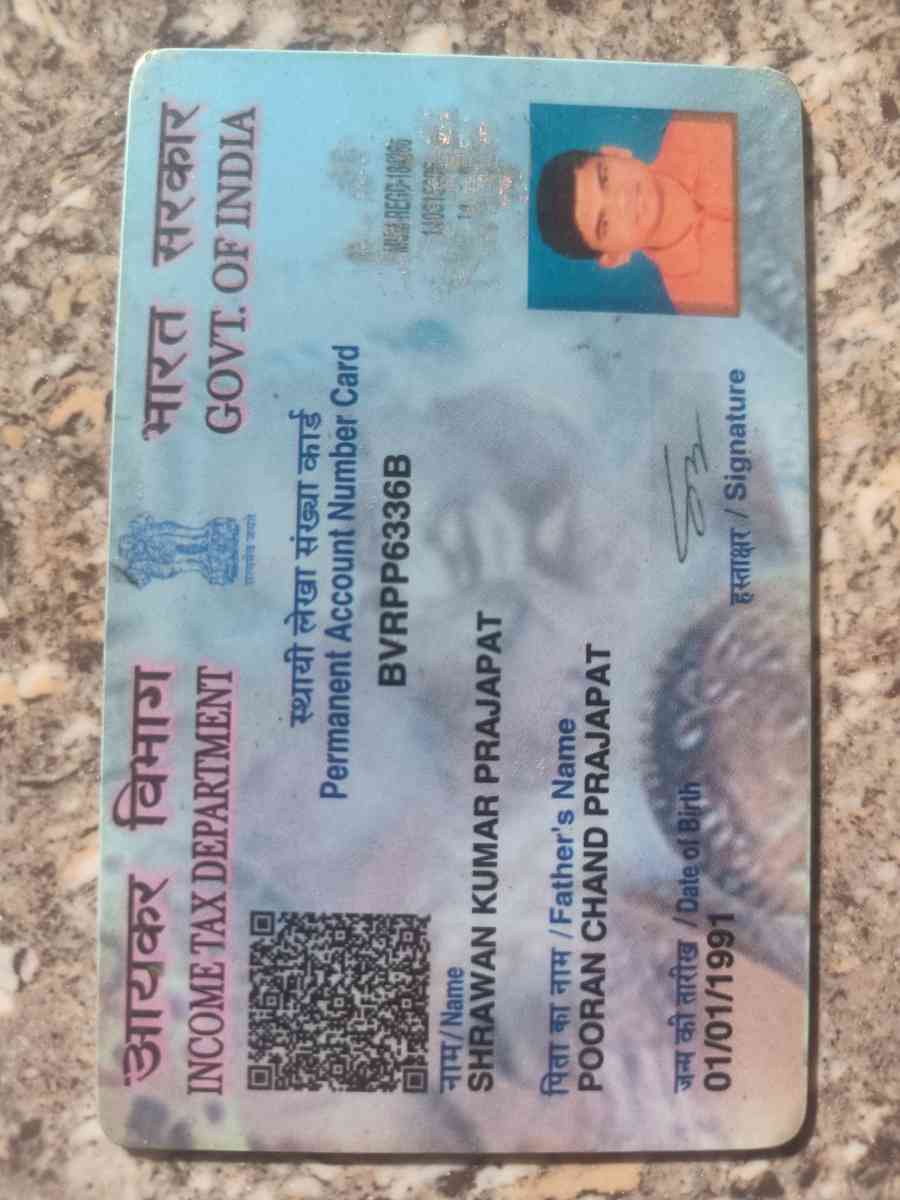 आयकर विभाग
INCOME TAX DEPARTMENT
सत्यमेव जयते
भारत सरकार
GOVT. OF INDIA
स्थायी लेखा संख्या कार्ड
Permanent Account Number Card
BVRPP6336B
नाम/Name
SHRAWAN KUMAR PRAJAPAT
पिता का नाम / Father's Name
POORAN CHAND PRAJAPAT
जन्म की तारीख / Date of Birth
01/01/1991
हस्ताक्षर / Signature